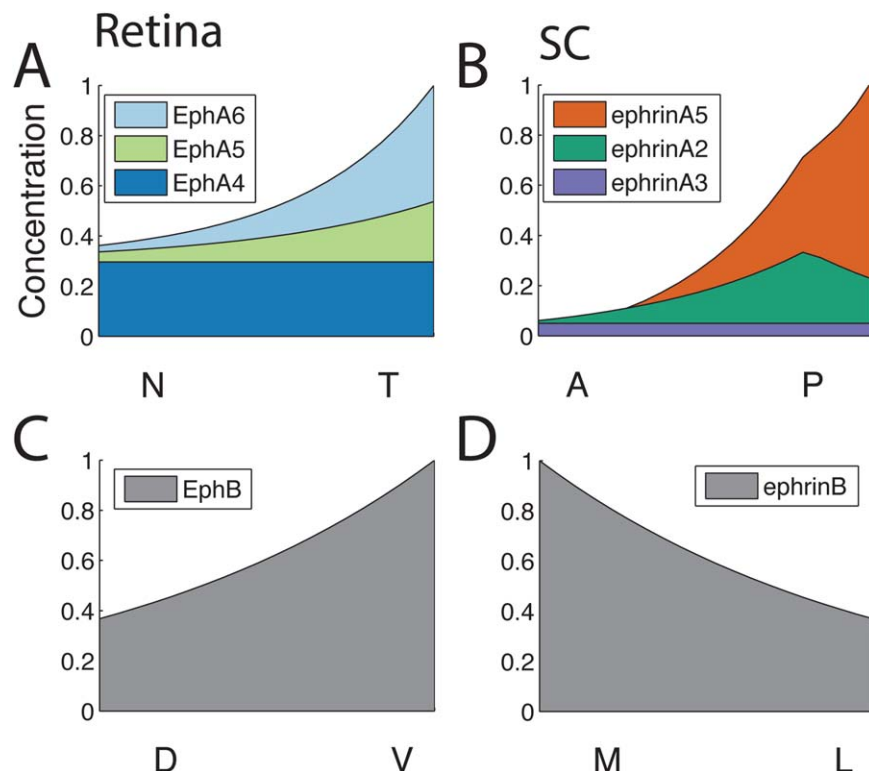 Retina
SC
A
B
Concentration
1
0.8
0.6
0.4
0.2
0
EphA6
EphA5
EphA4
N
T
1
0.8
0.6
0.4
0.2
0
ephrinA5
ephrinA2
ephrinA3
A
P
C
D
1
0.8
0.6
0.4
0.2
0
EphB
D
V
1
0.8
0.6
0.4
0.2
0
ephrinB
M
L